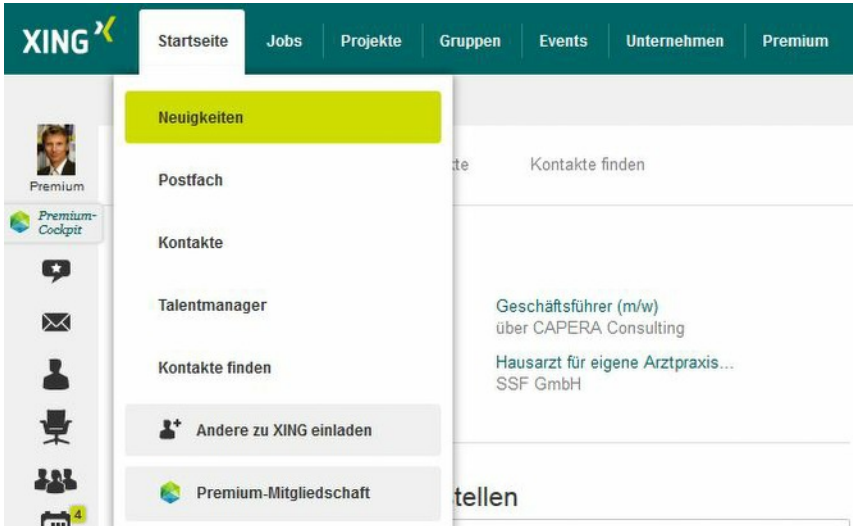 XING
Startseite
Jobs
Projekte
Gruppen
Events
Unternehmen
Premium
Neuigkeiten
Kontakte finden
Premium
Postfach
Premium-
Cockpit
Kontakte
Talentmanager
Geschäftsführer (m/w)
über CAPERA Consulting
Kontakte finden
Hausarzt für eigene Arztpraxis...
SSF GmbH
Andere zu XING einladen
Premium-Mitgliedschaft
tellen
4